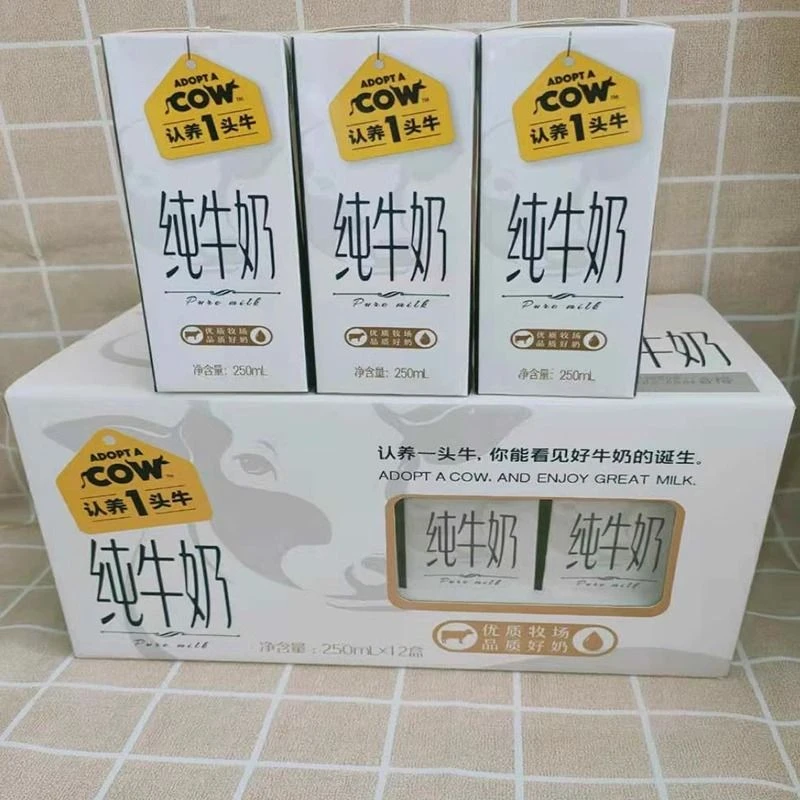 ADOPT A
COW™
认养1头牛
纯牛奶
Pure milk
优质牧场
品质好奶
净含量：250mL
ADOPT A
COW™
认养1头牛
纯牛奶
Pure milk
优质牧场
品质好奶
净含量：250mL
ADOPT A
COW™
认养1头牛
纯牛奶
Pure milk
优质牧场
品质好奶
净含量：250mL
牛奶
ADOPT A
COW™
认养1头牛
纯牛奶
Pure milk
认养一头牛，你能看见好牛奶的诞生。
ADOPT A COW, AND ENJOY GREAT MILK.
纯牛奶
Pure milk
纯牛奶
Pure milk
净含量：250mL×12盒
优质牧场
品质好奶